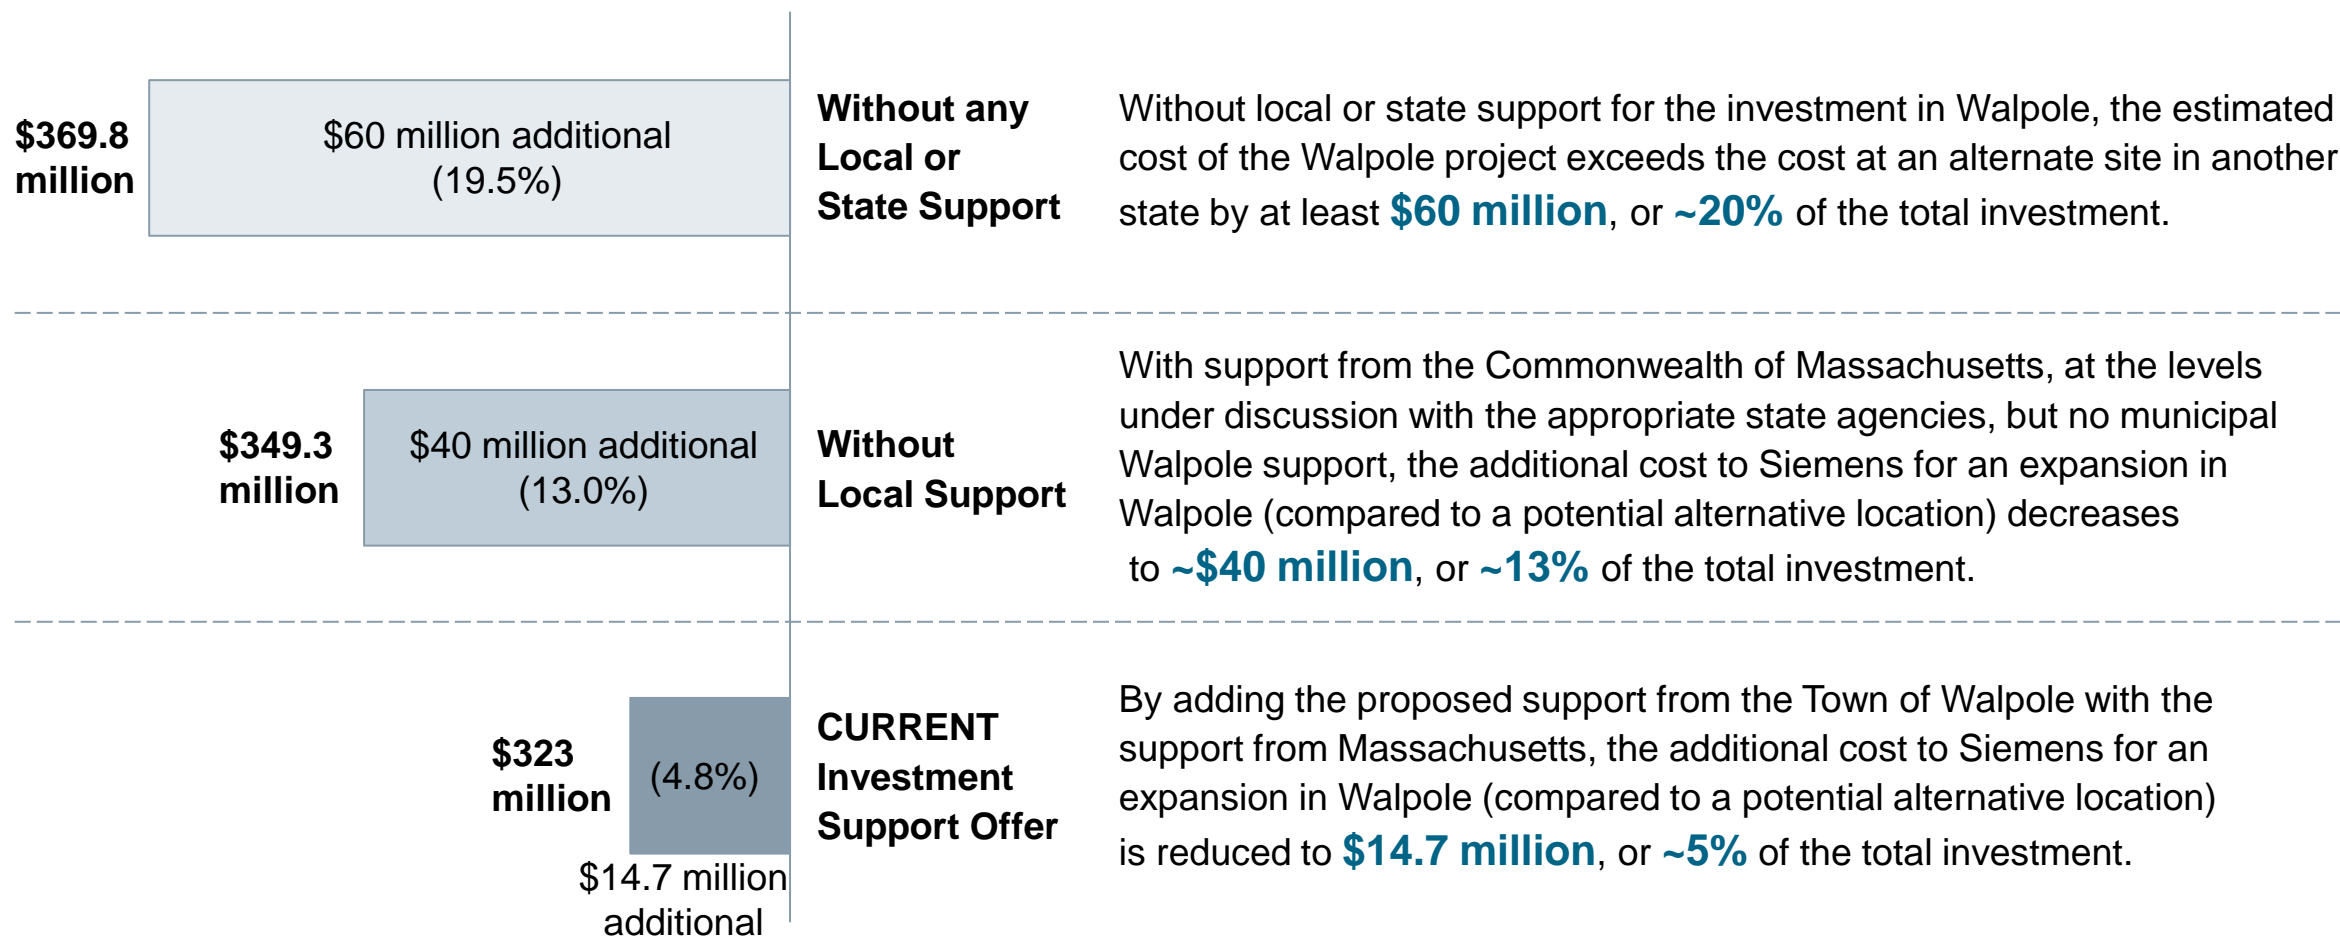 $369.8
million
$60 million additional
(19.5%)
Without any
Local or
State Support
Without local or state support for the investment in Walpole, the estimated
cost of the Walpole project exceeds the cost at an alternate site in another
state by at least $60 million, or ~20% of the total investment.
$349.3
million
$40 million additional
(13.0%)
Without
Local Support
With support from the Commonwealth of Massachusetts, at the levels
under discussion with the appropriate state agencies, but no municipal
Walpole support, the additional cost to Siemens for an expansion in
Walpole (compared to a potential alternative location) decreases
to ~$40 million, or ~13% of the total investment.
$323
million
(4.8%)
$14.7 million
additional
CURRENT
Investment
Support Offer
By adding the proposed support from the Town of Walpole with the
support from Massachusetts, the additional cost to Siemens for an
expansion in Walpole (compared to a potential alternative location)
is reduced to $14.7 million, or ~5% of the total investment.